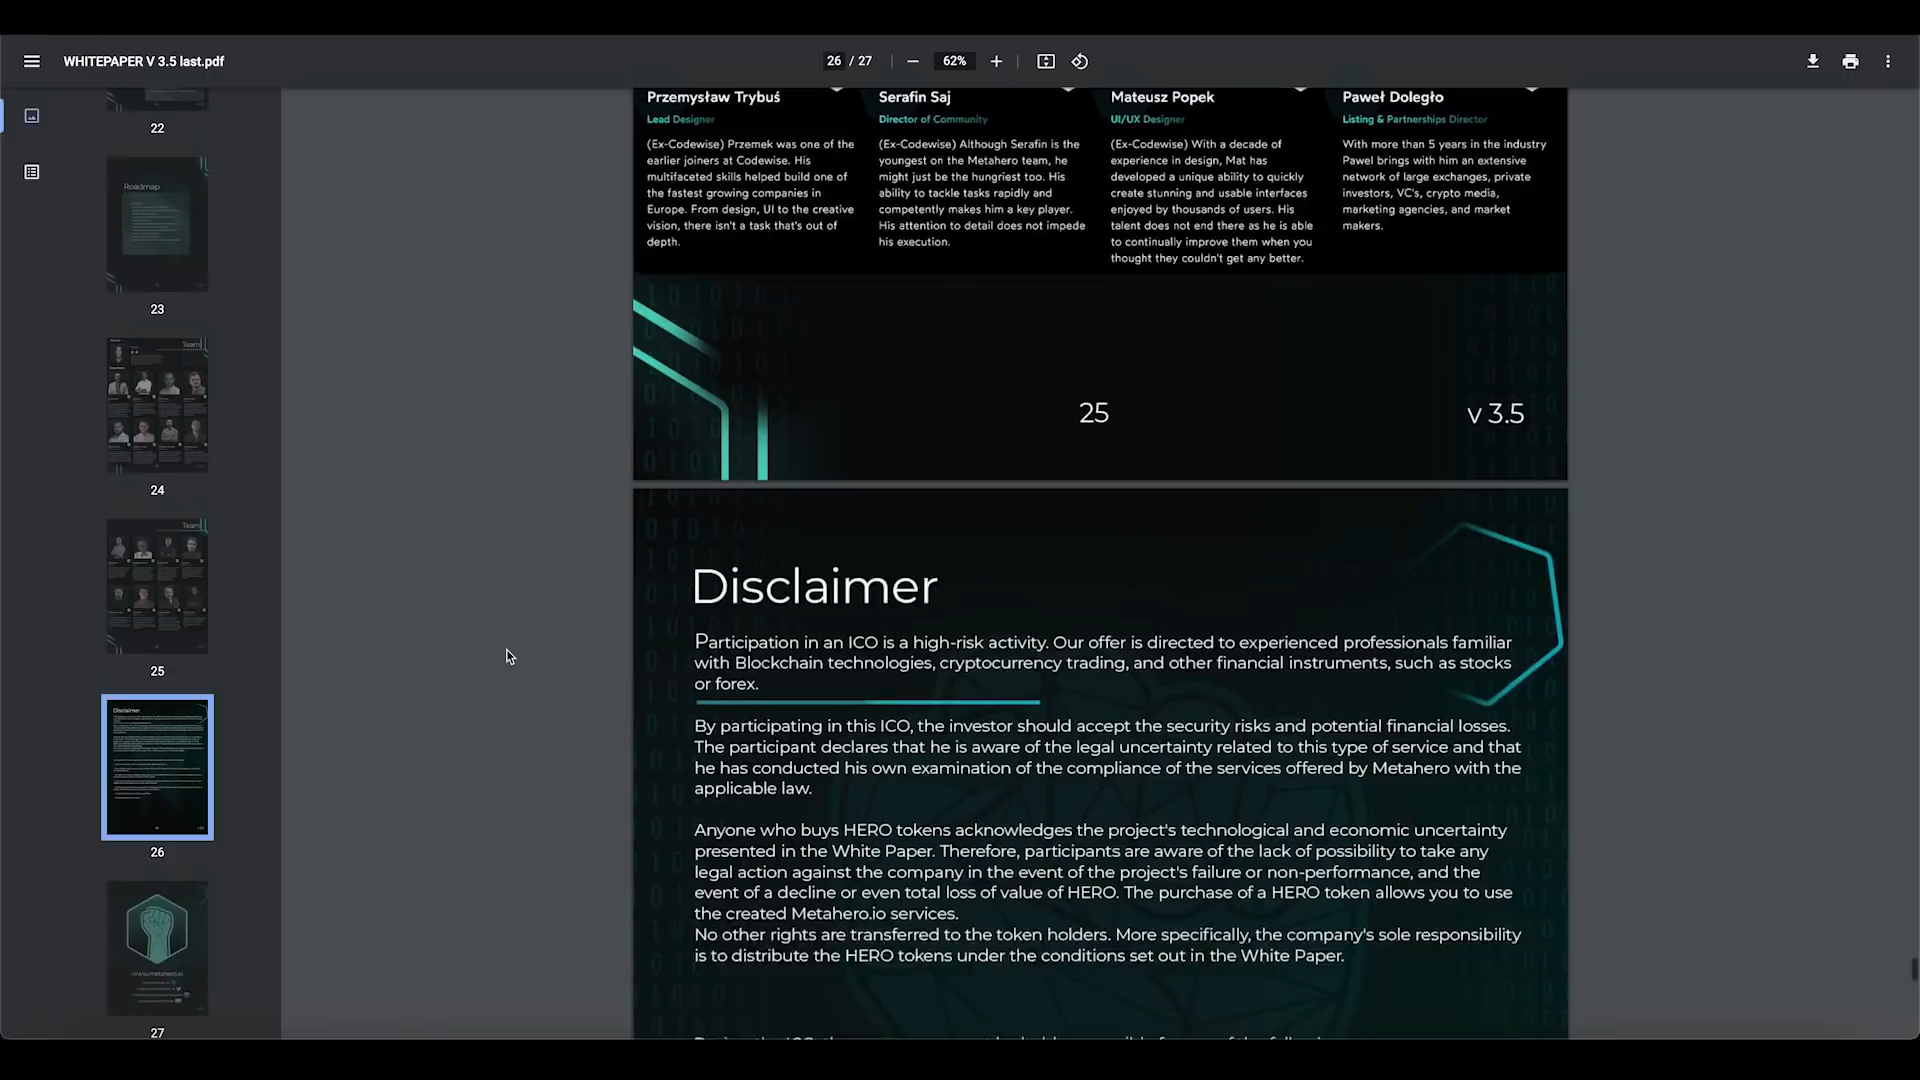 WHITEPAPER V 3.5 last.pdf
26 / 27
62%
22
Roadmap
23
Team
24
Team
25
Disclaimer
26
www.metahero.io
27
Przemysław Trybuś
Lead Designer
(Ex-Codewise) Przemek was one of the
earlier joiners at Codewise. His
multifaceted skills helped build one of
the fastest growing companies in
Europe. From design, UI to the creative
vision, there isn't a task that's out of
depth.
Serafin Saj
Director of Community
(Ex-Codewise) Although Serafin is the
youngest on the Metahero team, he
might just be the hungriest too. His
ability to tackle tasks rapidly and
competently makes him a key player.
His attention to detail does not impede
his execution.
Mateusz Popek
UI/UX Designer
(Ex-Codewise) With a decade of
experience in design, Mat has
developed a unique ability to quickly
create stunning and usable interfaces
enjoyed by thousands of users. His
talent does not end there as he is able
to continually improve them when you
thought they couldn't get any better.
Paweł Doległo
Listing & Partnerships Director
With more than 5 years in the industry
Pawel brings with him an extensive
network of large exchanges, private
investors, VC's, crypto media,
marketing agencies, and market
makers.
25
v 3.5
Disclaimer
Participation in an ICO is a high-risk activity. Our offer is directed to experienced professionals familiar
with Blockchain technologies, cryptocurrency trading, and other financial instruments, such as stocks
or forex.
By participating in this ICO, the investor should accept the security risks and potential financial losses.
The participant declares that he is aware of the legal uncertainty related to this type of service and that
he has conducted his own examination of the compliance of the services offered by Metahero with the
applicable law.
Anyone who buys HERO tokens acknowledges the project's technological and economic uncertainty
presented in the White Paper. Therefore, participants are aware of the lack of possibility to take any
legal action against the company in the event of the project's failure or non-performance, and the
event of a decline or even total loss of value of HERO. The purchase of a HERO token allows you to use
the created Metahero.io services.
No other rights are transferred to the token holders. More specifically, the company's sole responsibility
is to distribute the HERO tokens under the conditions set out in the White Paper.